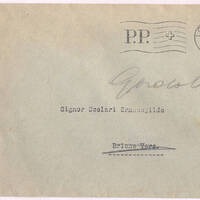 P.P.
Signor Scolari Ermenegildo
Brione Verz.